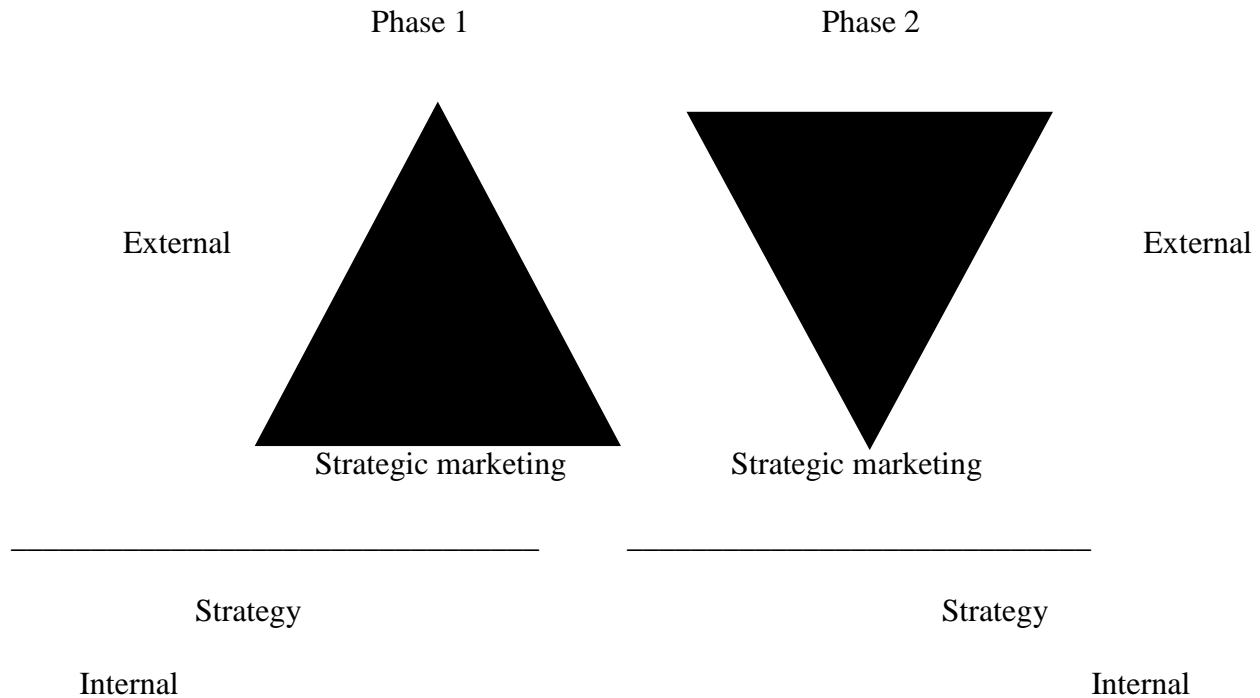 Phase 1 Phase 2
External External
Strategic marketing Strategic marketing
Strategy Strategy
Internal Internal